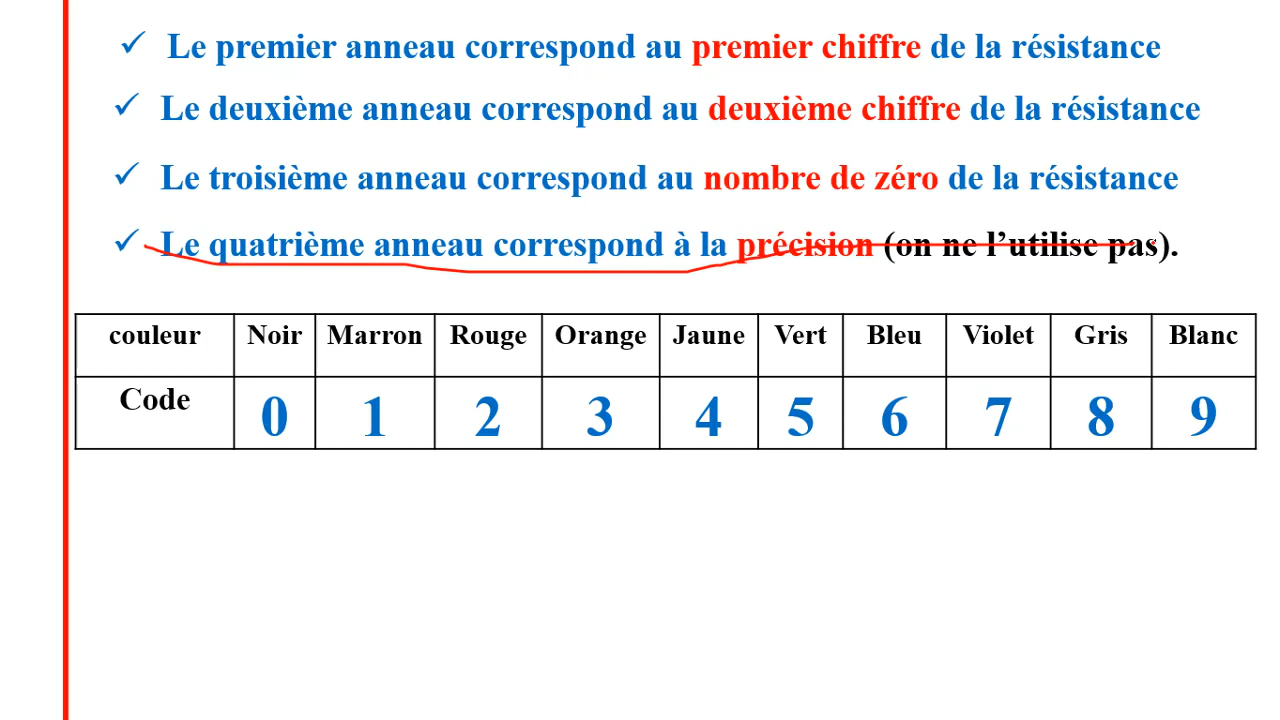 ✓ Le premier anneau correspond au premier chiffre de la résistance
✓ Le deuxième anneau correspond au deuxième chiffre de la résistance
✓ Le troisième anneau correspond au nombre de zéro de la résistance
✓ Le quatrième anneau correspond à la précision (on ne l’utilise pas).
couleur Noir Marron Rouge Orange Jaune Vert Bleu Violet Gris Blanc
Code 0 1 2 3 4 5 6 7 8 9